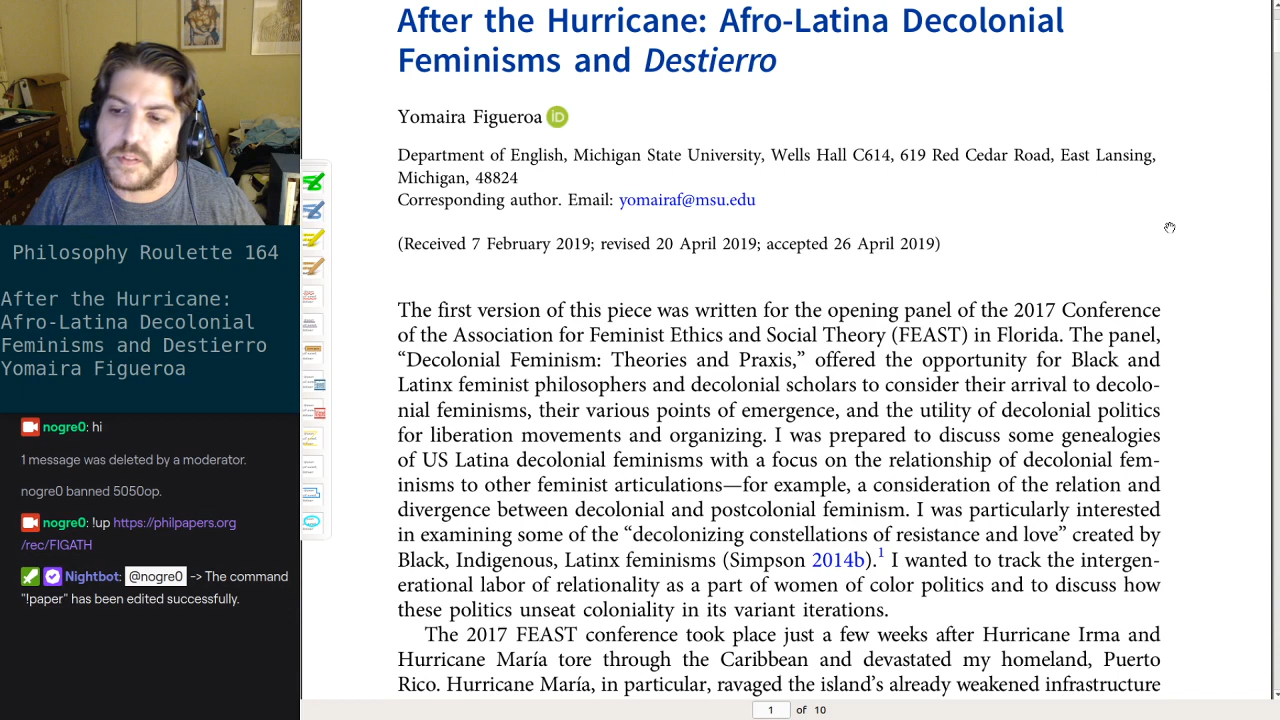 Philosophy Roulette 164
After the Hurricane:
Afro-Latina Decolonial
Feminisms and Destierro
Yomaira Figueroa
nogre0: hi
1 message was deleted by a moderator.
nogre0 banned 5050op.
nogre0: !up https://philpapers.org
/rec/FIGATH
Nightbot: @nogre0 -> The command
"!paper" has been edited successfully.
After the Hurricane: Afro-Latina Decolonial
Feminisms and Destierro
Yomaira Figueroa iD
Department of English, Michigan State University, Wells Hall C614, 619 Red Cedar Road, East Lansing,
Michigan, 48824
Corresponding author. Email: yomairaf@msu.edu
(Received 7 February 2019; revised 20 April 2019; accepted 26 April 2019)
The first version of this piece was written for the opening panel of the 2017 Conference
of the Association of Feminist Ethics and Social Theory (FEAST) in Florida. The panel,
“Decolonial Feminism: Theories and Praxis,” offered the opportunity for Black and
Latinx feminist philosophers and decolonial scholars to consider their arrival to decolo-
nial feminisms, their various points of emergence, and the utility of decolonial politics
for liberation movements and organizing. I was prepared to discuss some genealogies
of US Latina decolonial feminisms with a focus on the relationship of decolonial fem-
inisms to other feminist articulations—for example, a consideration of the relation and
divergence between decolonial and postcolonial feminism. I was particularly interested
in examining some of the “decolonizing constellations of resistance and love” created by
Black, Indigenous, Latinx feminisms (Simpson 2014b).1 I wanted to track the intergen-
erational labor of relationality as a part of women of color politics and to discuss how
these politics unseat coloniality in its variant iterations.
The 2017 FEAST conference took place just a few weeks after Hurricane Irma and
Hurricane María tore through the Caribbean and devastated my homeland, Puerto
Rico. Hurricane María, in particular, ravaged the island’s already weakened infrastructure
1 of 10